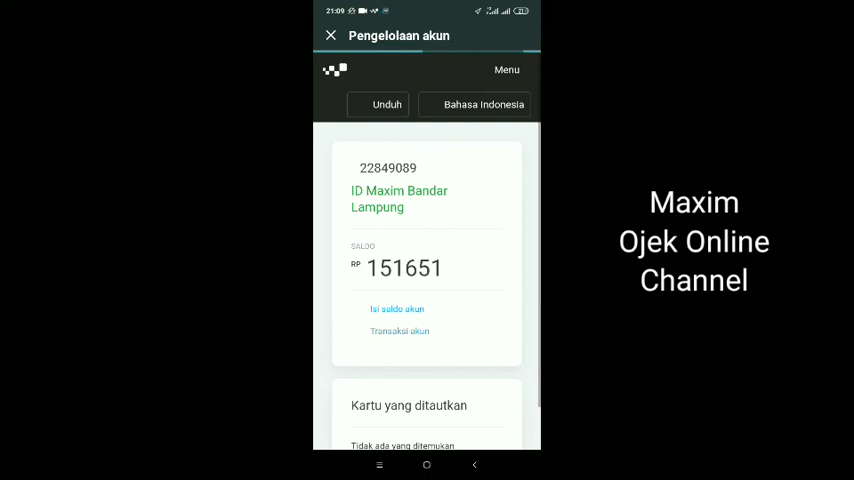 21:09
21
Pengelolaan akun
Menu
Unduh
Bahasa Indonesia
22849089
ID Maxim Bandar
Lampung
SALDO
RP 151651
Isi saldo akun
Transaksi akun
Kartu yang ditautkan
Tidak ada yang ditemukan
Maxim
Ojek Online
Channel